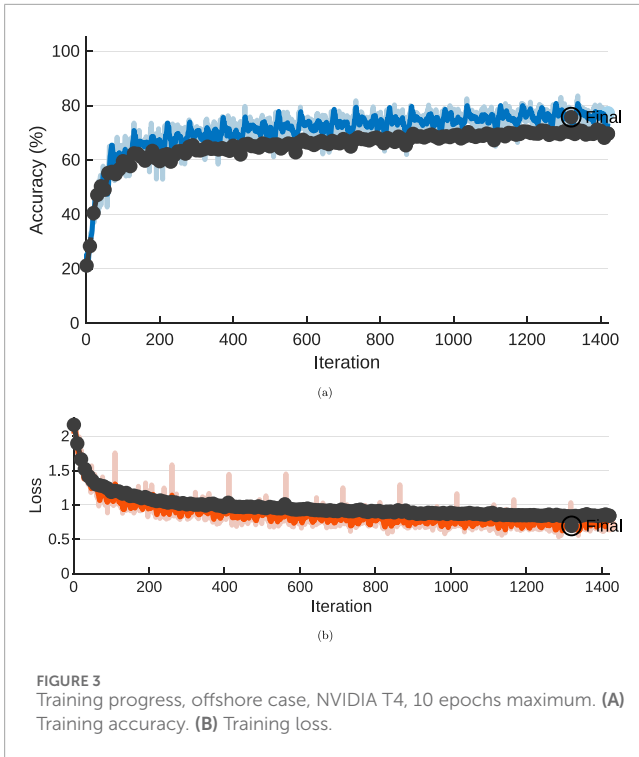 100
80
60
40
20
0
Accuracy (%)
Final
0 200 400 600 800 1000 1200 1400
Iteration
(a)
2
1.5
1
0.5
0
Loss
Final
0 200 400 600 800 1000 1200 1400
Iteration
(b)
FIGURE 3
Training progress, offshore case, NVIDIA T4, 10 epochs maximum. (A)
Training accuracy. (B) Training loss.